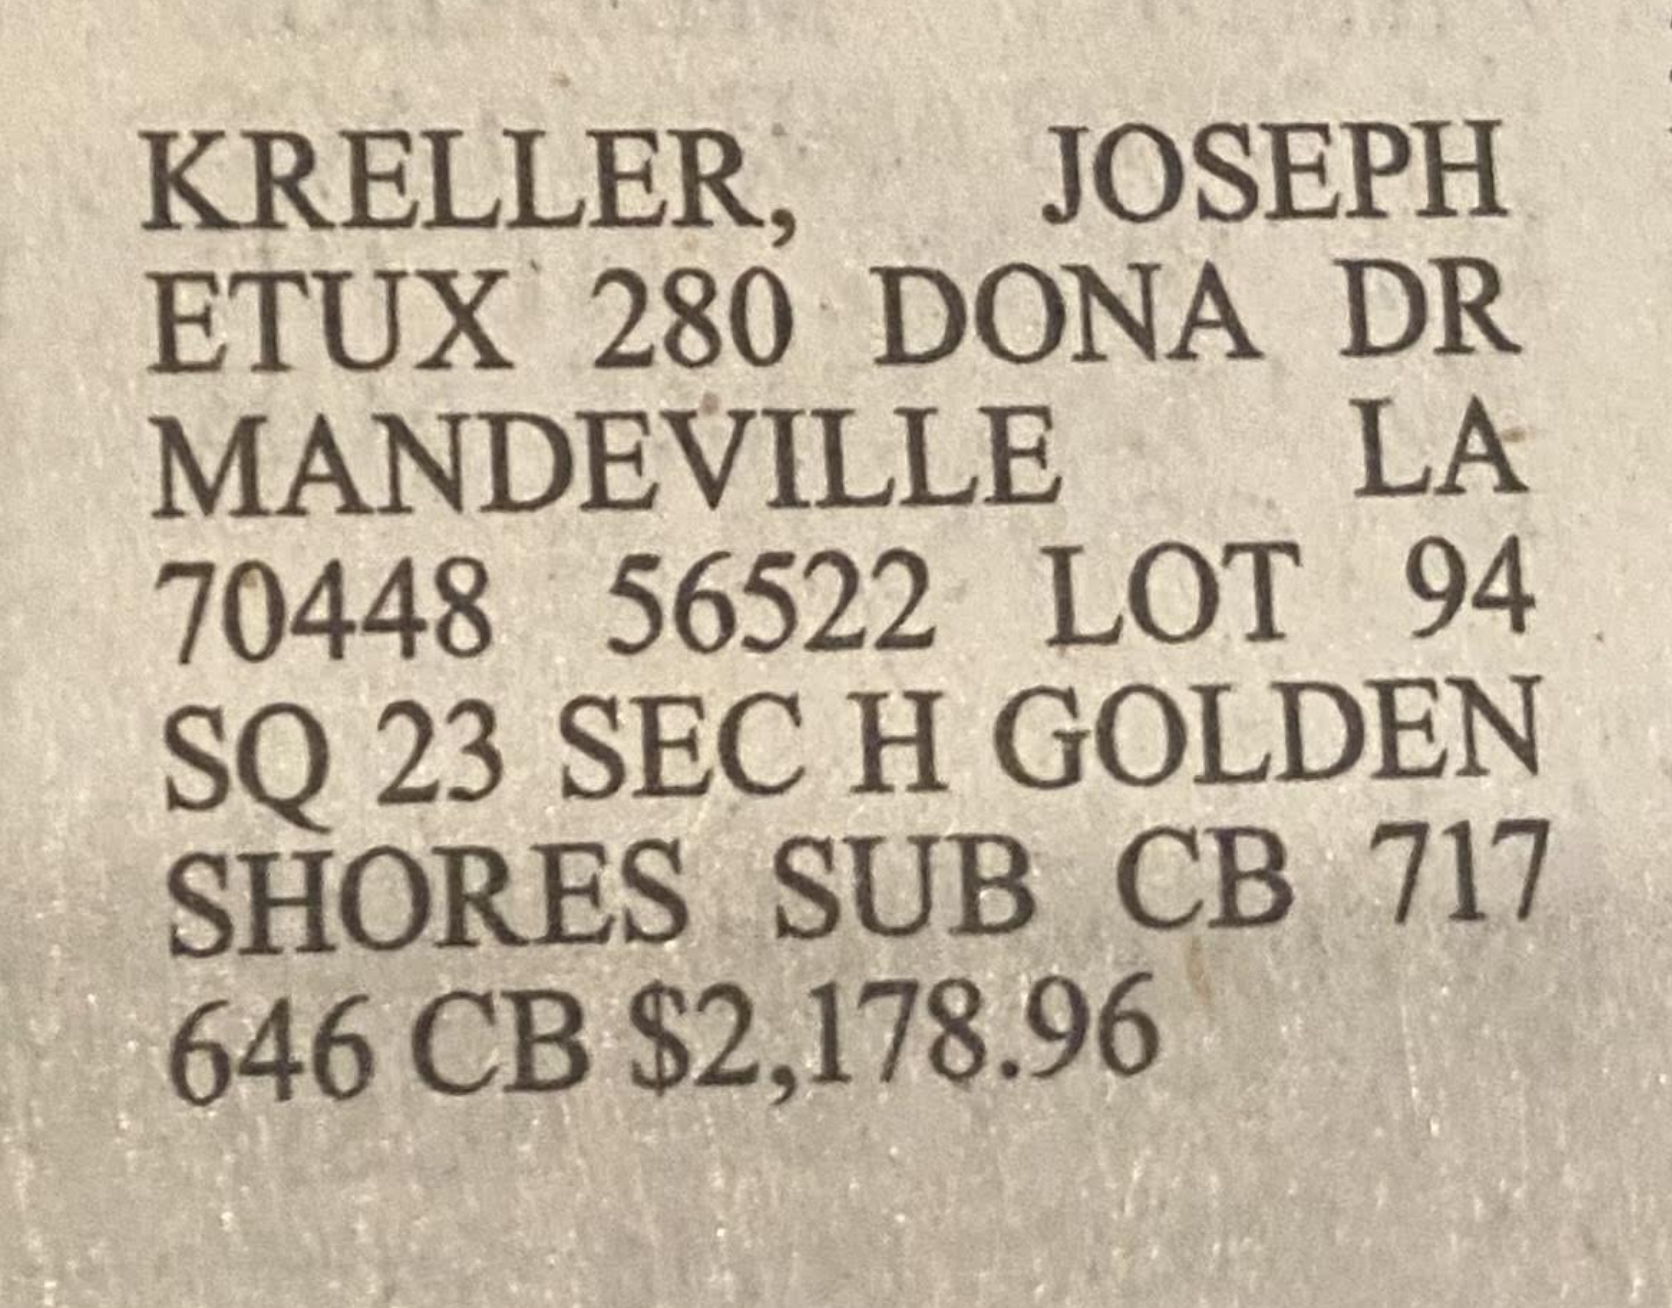 KRELLER, JOSEPH
ETUX 280 DONA DR
MANDEVILLE LA
70448 56522 LOT 94
SQ 23 SEC H GOLDEN
SHORES SUB CB 717
646 CB $2,178.96